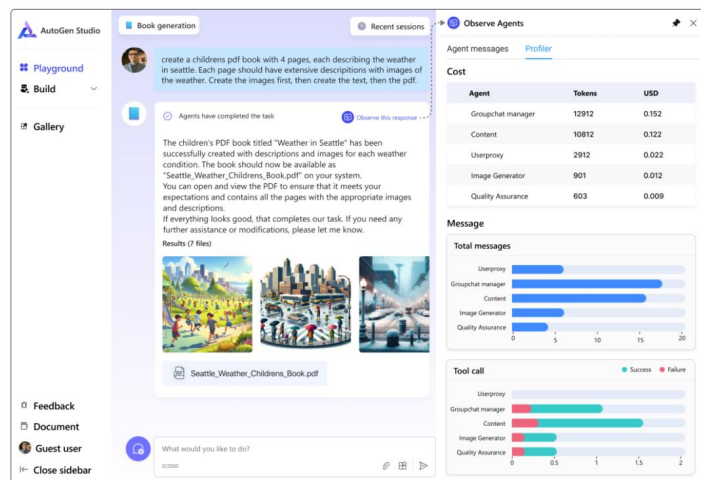 AutoGen Studio
Playground
Build
Gallery
Feedback
Document
Guest user
Close sidebar
Book generation
Recent sessions
create a childrens pdf book with 4 pages, each describing the weather
in seattle. Each page should have extensive descripitions with images of
the weather. Create the images first, then create the text, then the pdf.
Agents have completed the task
Observe this response
The children's PDF book titled "Weather in Seattle" has been
successfully created with descriptions and images for each weather
condition. The book should now be available as
"Seattle_Weather_Childrens_Book.pdf" on your system.
You can open and view the PDF to ensure that it meets your
expectations and contains all the pages with the appropriate images
and descriptions.
If everything looks good, that completes our task. If you need any
further assistance or modifications, please let me know.
Results (7 files)
Seattle_Weather_Childrens_Book.pdf
What would you like to do?
0/2000
Observe Agents
Agent messages Profiler
Cost
Agent Tokens USD
Groupchat manager 12912 0.152
Content 10812 0.122
Userproxy 2912 0.022
Image Generator 901 0.012
Quality Assurance 603 0.009
Message
Total messages
Userproxy
Groupchat manager
Content
Image Generator
Quality Assurance
0 5 10 15 20
Tool call Success Failure
Userproxy
Groupchat manager
Content
Image Generator
Quality Assurance
0 0.5 1 1.5 2